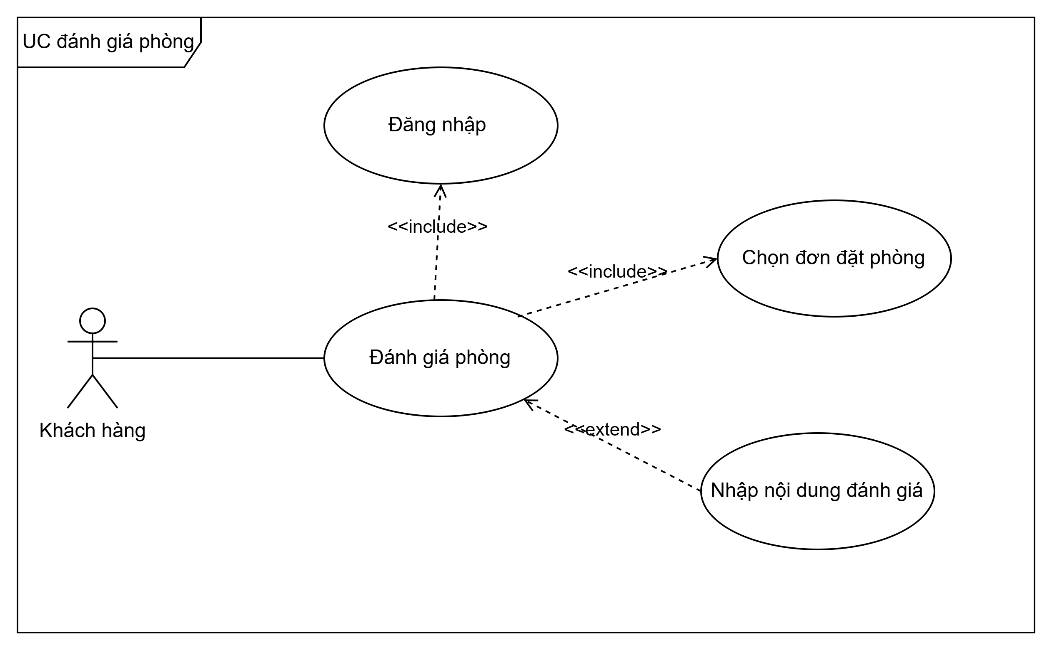 UC đánh giá phòng
Đăng nhập
<<include>>
Chọn đơn đặt phòng
<<include>>
Đánh giá phòng
Khách hàng
<<extend>>
Nhập nội dung đánh giá